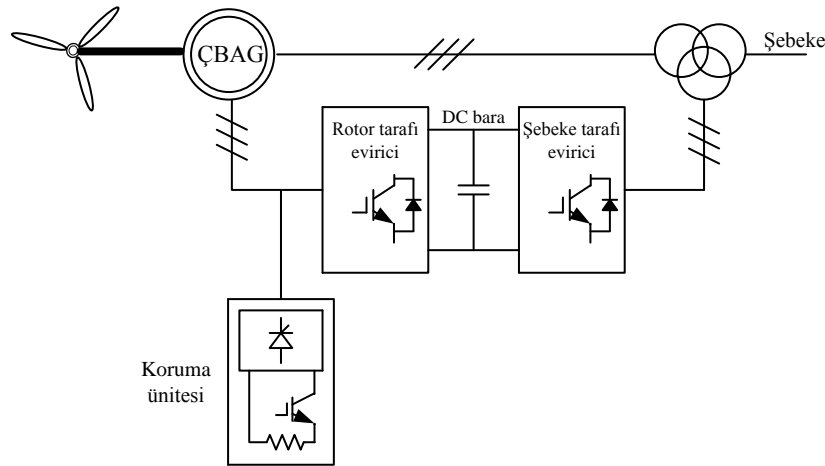 ÇBAG
Şebeke
Rotor tarafı
evirici
DC bara
Şebeke tarafı
evirici
Koruma
ünitesi